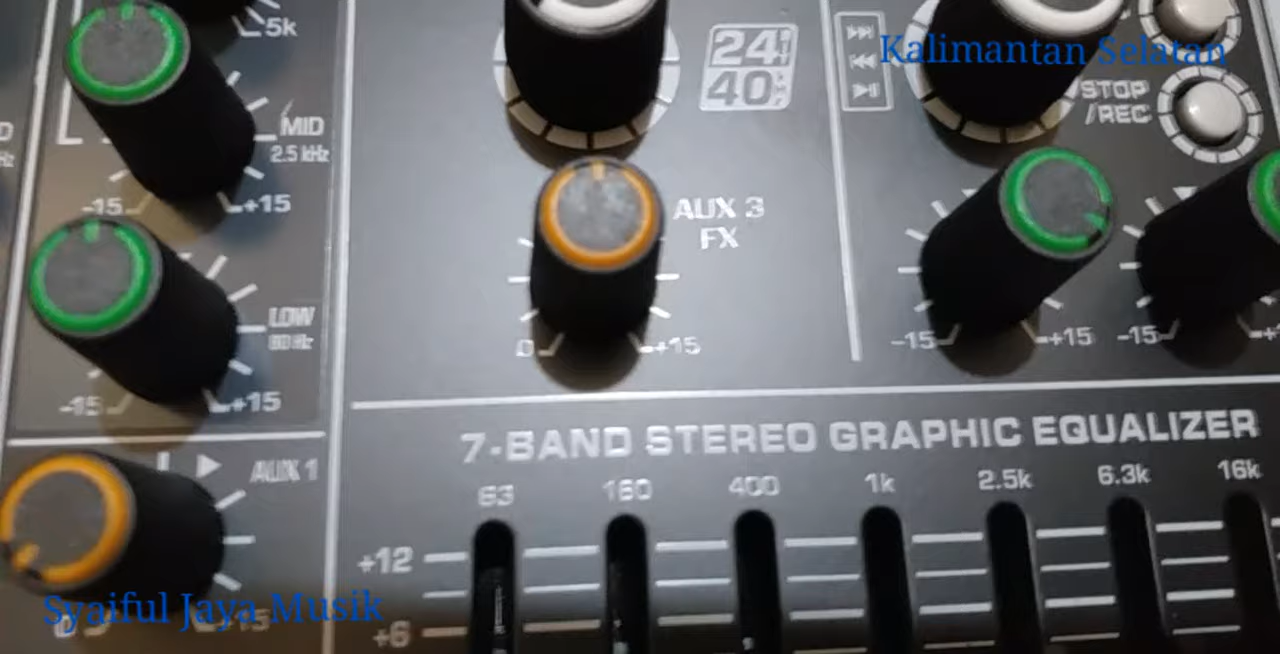 5k
24 BIT
40
Kalimantan Selatan
STOP
/REC
MID
2.5 kHz
-15
+15
AUX 3
FX
LOW
80 Hz
-15
+15
0
+15
-15
+15
-15
7-BAND STEREO GRAPHIC EQUALIZER
AUX 1
63
160
400
1k
2.5k
6.3k
16k
+12
Syaiful Jaya Musik
+15
+6